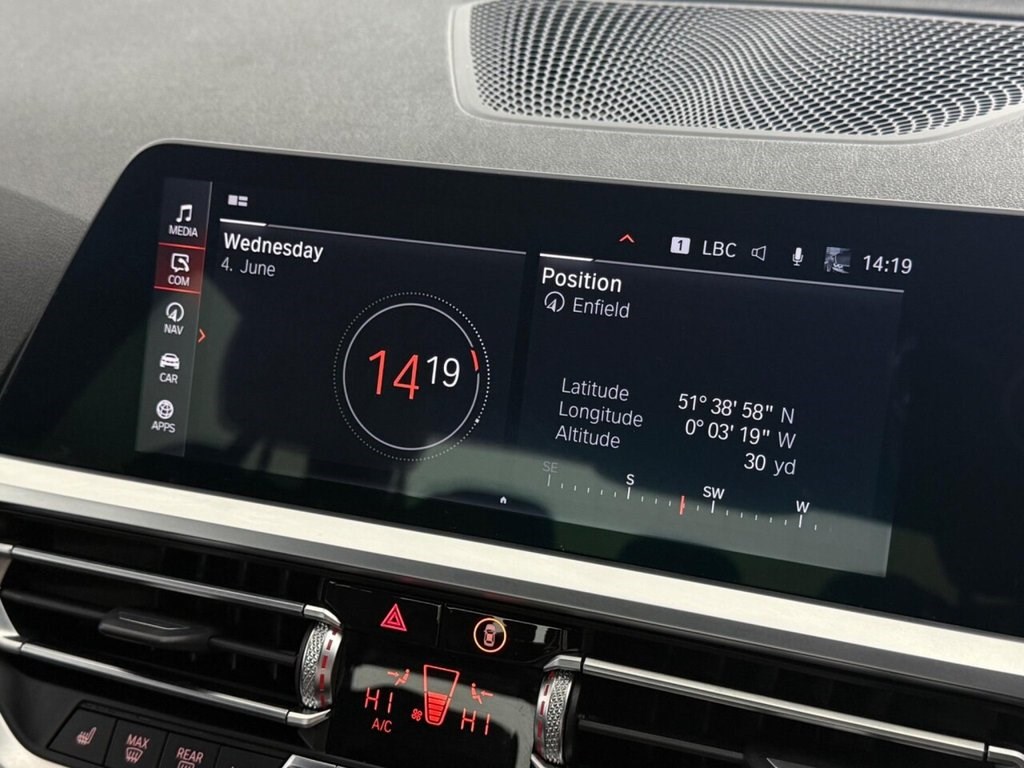 1 LBC 14:19
MEDIA
COM
NAV
CAR
APPS
Wednesday
4. June
14 19
Position
Enfield
Latitude 51° 38' 58" N
Longitude 0° 03' 19" W
Altitude 30 yd
SE S SW W
HI HI
A/C
MAX
REAR